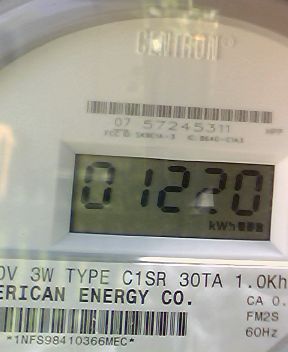 CENTRON
07 57245311
01220
kWh
3W TYPE C1SR 30TA 1.0Kh
ERICAN ENERGY CO.
CA 0.
FM2S
60Hz
*1NFS98410366MEC*